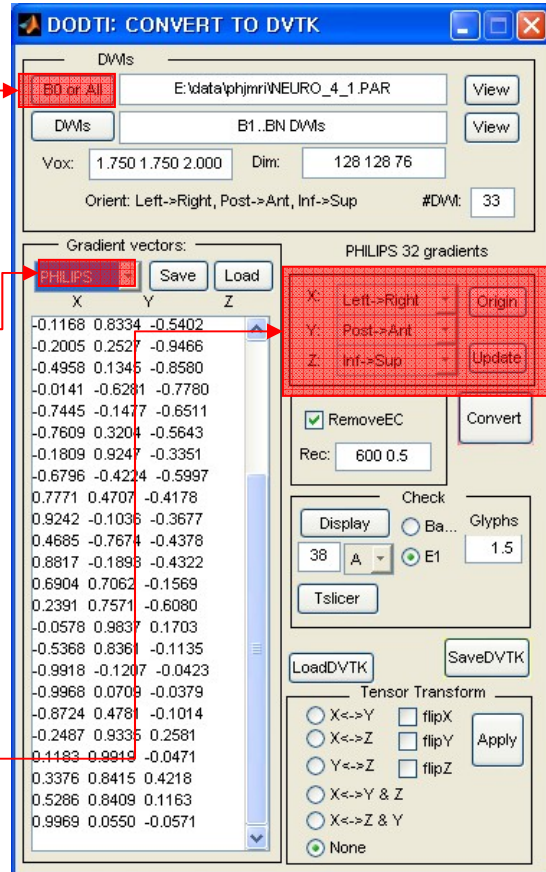 DODTI: CONVERT TO DVTK
DWIs
B0 or All E:\data\phjmri\NEURO_4_1.PAR View
DWIs B1..BN DWIs View
Vox: 1.750 1.750 2.000 Dim: 128 128 76
Orient: Left->Right, Post->Ant, Inf->Sup #DWI: 33
Gradient vectors:
PHILIPS Save Load
X Y Z
-0.1168 0.8334 -0.5402
-0.2005 0.2527 -0.9466
-0.4958 0.1345 -0.8580
-0.0141 -0.6281 -0.7780
-0.7445 -0.1477 -0.6511
-0.7609 0.3204 -0.5643
-0.1809 0.9247 -0.3351
-0.6796 -0.4224 -0.5997
0.7771 0.4707 -0.4178
0.9242 -0.1036 -0.3677
0.4685 -0.7674 -0.4378
0.8817 -0.1893 -0.4322
0.6904 0.7062 -0.1569
0.2391 0.7571 -0.6080
-0.0578 0.9837 0.1703
-0.5368 0.8361 -0.1135
-0.9918 -0.1207 -0.0423
-0.9968 0.0709 -0.0379
-0.8724 0.4781 -0.1014
-0.2487 0.9335 0.2581
0.1183 0.9919 -0.0471
0.3376 0.8415 0.4218
0.5286 0.8409 0.1163
0.9969 0.0550 -0.0571
PHILIPS 32 gradients
X: Left->Right Origin
Y: Post->Ant
Z: Inf->Sup Update
RemoveEC Convert
Rec: 600 0.5
Check
Display Ba... Glyphs
38 A E1 1.5
Tslicer
LoadDVTK SaveDVTK
Tensor Transform
X<->Y flipX
X<->Z flipY Apply
Y<->Z flipZ
X<->Y & Z
X<->Z & Y
None